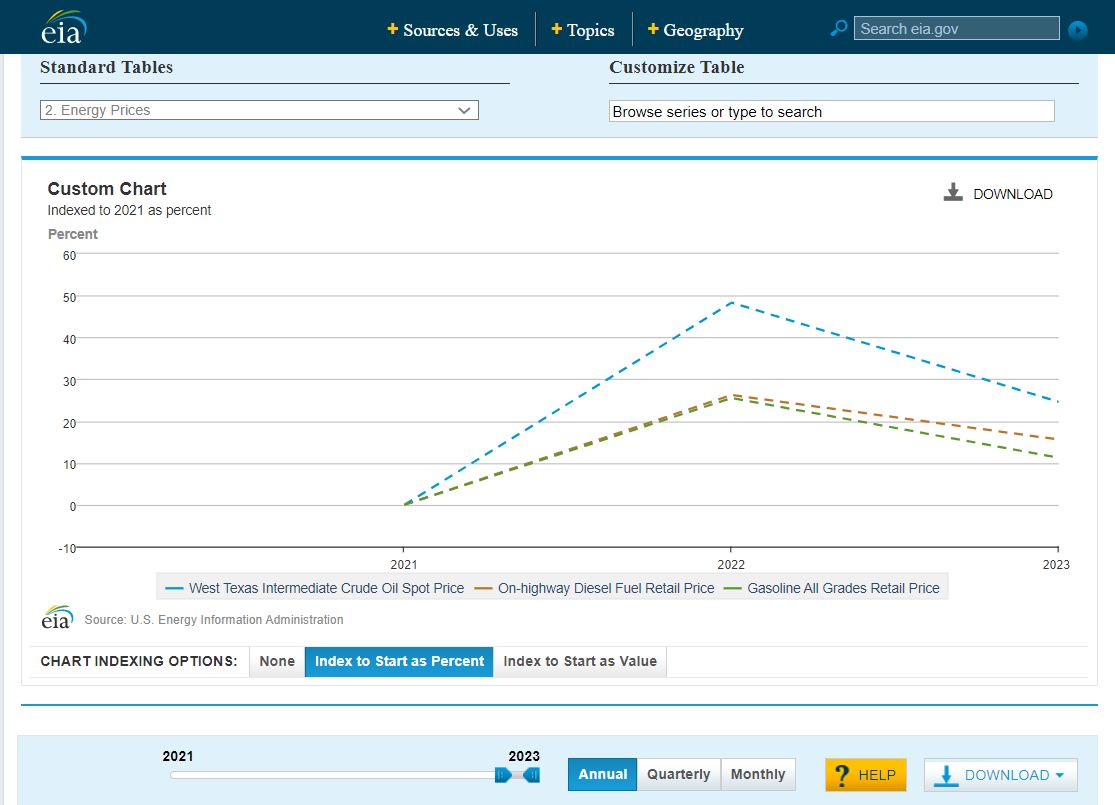 eia
+ Sources & Uses + Topics + Geography Search eia.gov
Standard Tables Customize Table
2. Energy Prices Browse series or type to search
Custom Chart
Indexed to 2021 as percent
DOWNLOAD
Percent
60
50
40
30
20
10
0
-10
2021 2022 2023
West Texas Intermediate Crude Oil Spot Price On-highway Diesel Fuel Retail Price Gasoline All Grades Retail Price
eia Source: U.S. Energy Information Administration
CHART INDEXING OPTIONS: None Index to Start as Percent Index to Start as Value
2021 2023
Annual Quarterly Monthly ? HELP DOWNLOAD